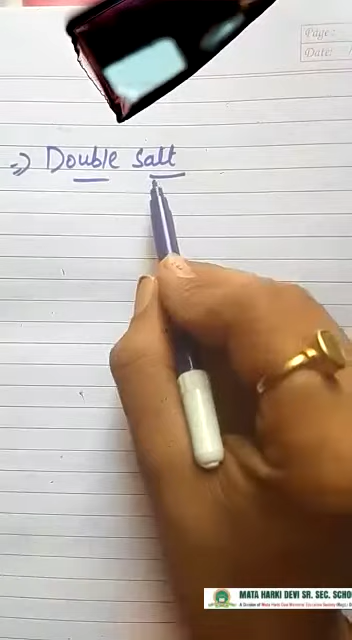 Page:
Date:
=> Double salt
MATA HARKI DEVI SR. SEC. SCHO